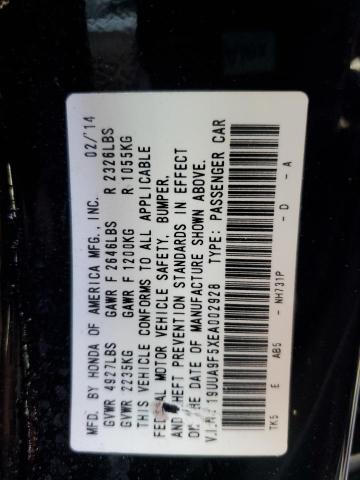 MFD. BY HONDA OF AMERICA MFG., INC. 02/'14
GVWR 4927LBS GAWR F 2646LBS R 2326LBS
GVWR 2235KG GAWR F 1200KG R 1055KG
THIS VEHICLE CONFORMS TO ALL APPLICABLE
FEDERAL MOTOR VEHICLE SAFETY, BUMPER,
AND THEFT PREVENTION STANDARDS IN EFFECT
ON THE DATE OF MANUFACTURE SHOWN ABOVE.
V.I.N.: 19UUA9F5XEA002928 TYPE: PASSENGER CAR
TK5 E AB5 - NH731P - D - A